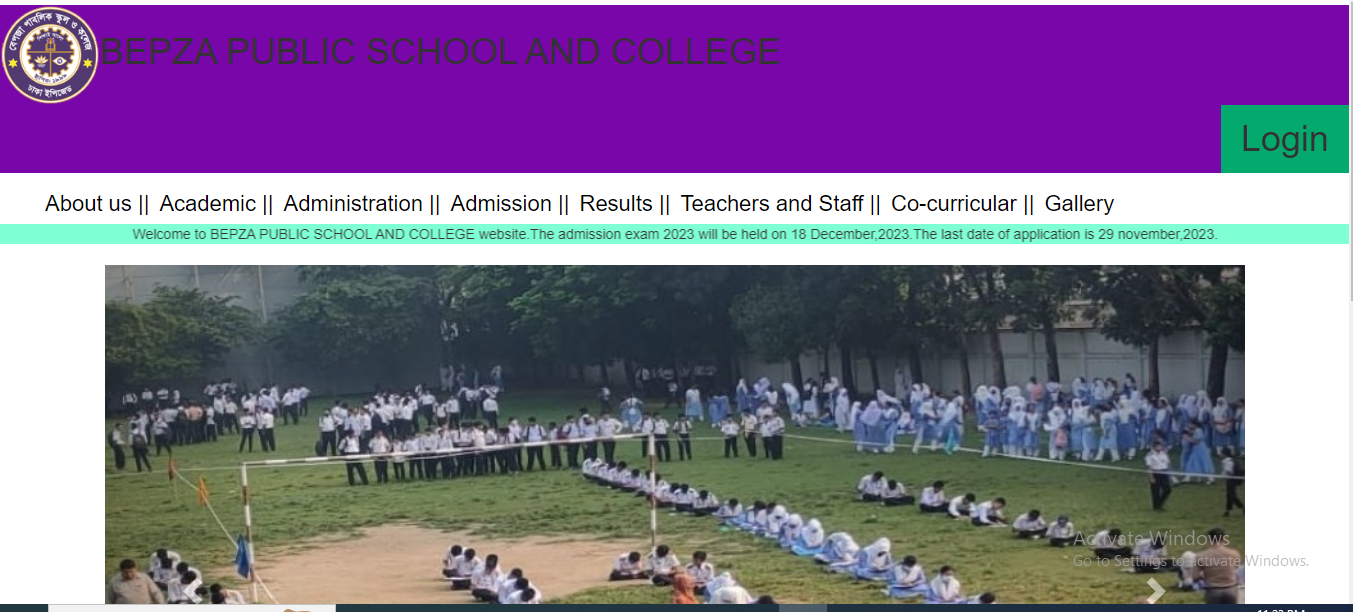 বেপজা পাবলিক স্কুল ও কলেজ
ঢাকা ইপিজেড
BEPZA PUBLIC SCHOOL AND COLLEGE
Login
About us || Academic || Administration || Admission || Results || Teachers and Staff || Co-curricular || Gallery
Welcome to BEPZA PUBLIC SCHOOL AND COLLEGE website.The admission exam 2023 will be held on 18 December,2023.The last date of application is 29 november,2023.
Activate Windows
Go to Settings to activate Windows.